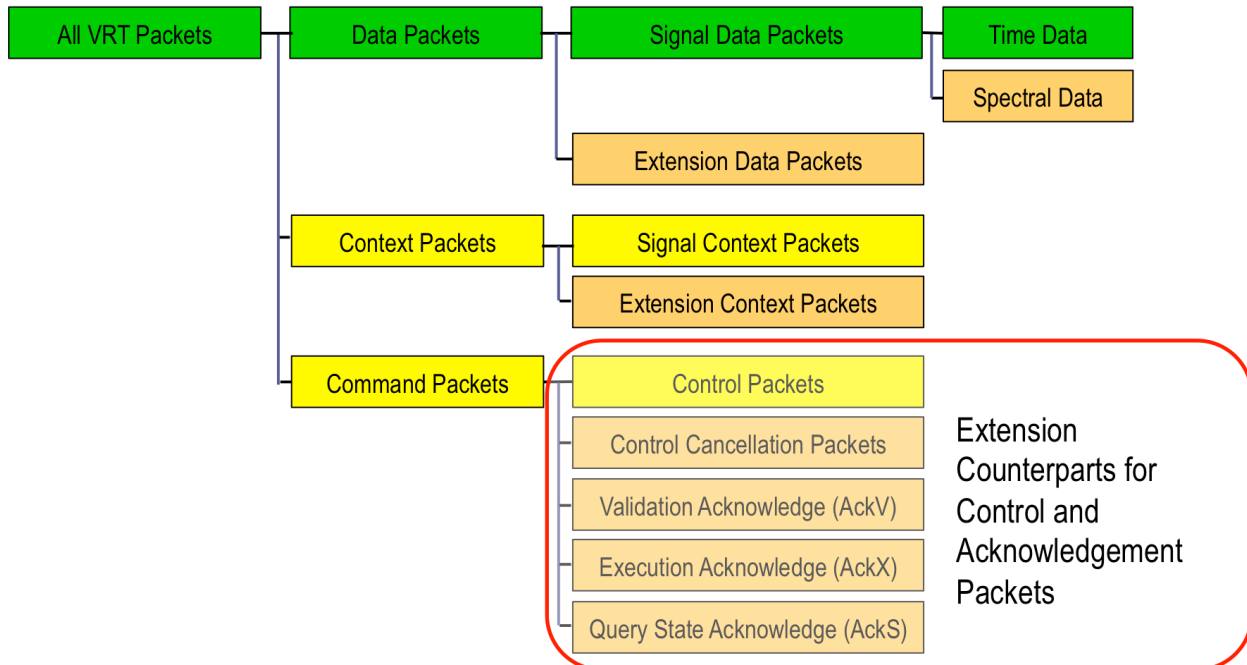 All VRT Packets
Data Packets
Signal Data Packets
Time Data
Spectral Data
Extension Data Packets
Context Packets
Signal Context Packets
Extension Context Packets
Command Packets
Control Packets
Control Cancellation Packets
Validation Acknowledge (AckV)
Execution Acknowledge (AckX)
Query State Acknowledge (AckS)
Extension
Counterparts for
Control and
Acknowledgement
Packets